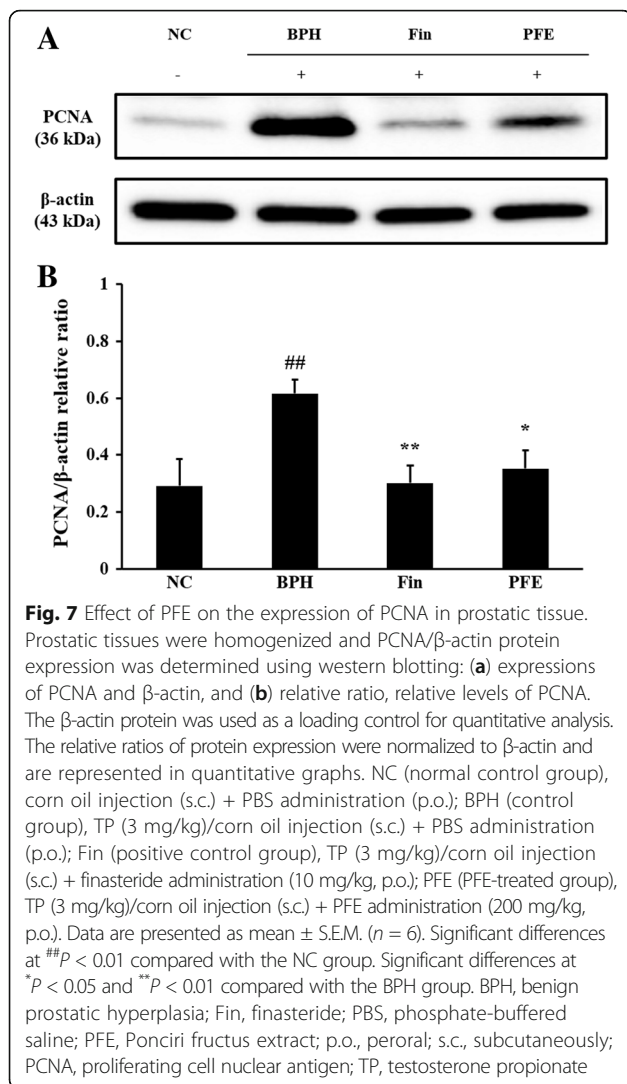 A
NC BPH Fin PFE
- + + +
PCNA
(36 kDa)
β-actin
(43 kDa)
B
PCNA/β-actin relative ratio
1
0.8
0.6
0.4
0.2
0
##
**
*
NC BPH Fin PFE
Fig. 7 Effect of PFE on the expression of PCNA in prostatic tissue.
Prostatic tissues were homogenized and PCNA/β-actin protein
expression was determined using western blotting: (a) expressions
of PCNA and β-actin, and (b) relative ratio, relative levels of PCNA.
The β-actin protein was used as a loading control for quantitative analysis.
The relative ratios of protein expression were normalized to β-actin and
are represented in quantitative graphs. NC (normal control group),
corn oil injection (s.c.) + PBS administration (p.o.); BPH (control
group), TP (3 mg/kg)/corn oil injection (s.c.) + PBS administration
(p.o.); Fin (positive control group), TP (3 mg/kg)/corn oil injection
(s.c.) + finasteride administration (10 mg/kg, p.o.); PFE (PFE-treated group),
TP (3 mg/kg)/corn oil injection (s.c.) + PFE administration (200 mg/kg,
p.o.). Data are presented as mean ± S.E.M. (n = 6). Significant differences
at ##P < 0.01 compared with the NC group. Significant differences at
*P < 0.05 and **P < 0.01 compared with the BPH group. BPH, benign
prostatic hyperplasia; Fin, finasteride; PBS, phosphate-buffered
saline; PFE, Ponciri fructus extract; p.o., peroral; s.c., subcutaneously;
PCNA, proliferating cell nuclear antigen; TP, testosterone propionate